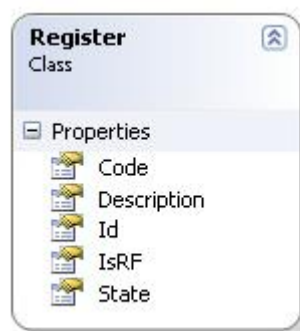 Register
Class
Properties
Code
Description
Id
IsRF
State